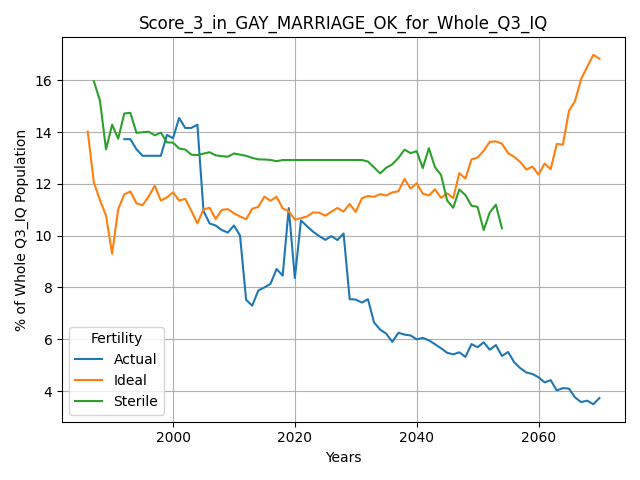 Score_3_in_GAY_MARRIAGE_OK_for_Whole_Q3_IQ
% of Whole Q3_IQ Population
16
14
12
10
8
6
4
Fertility
Actual
Ideal
Sterile
2000 2020 2040 2060
Years